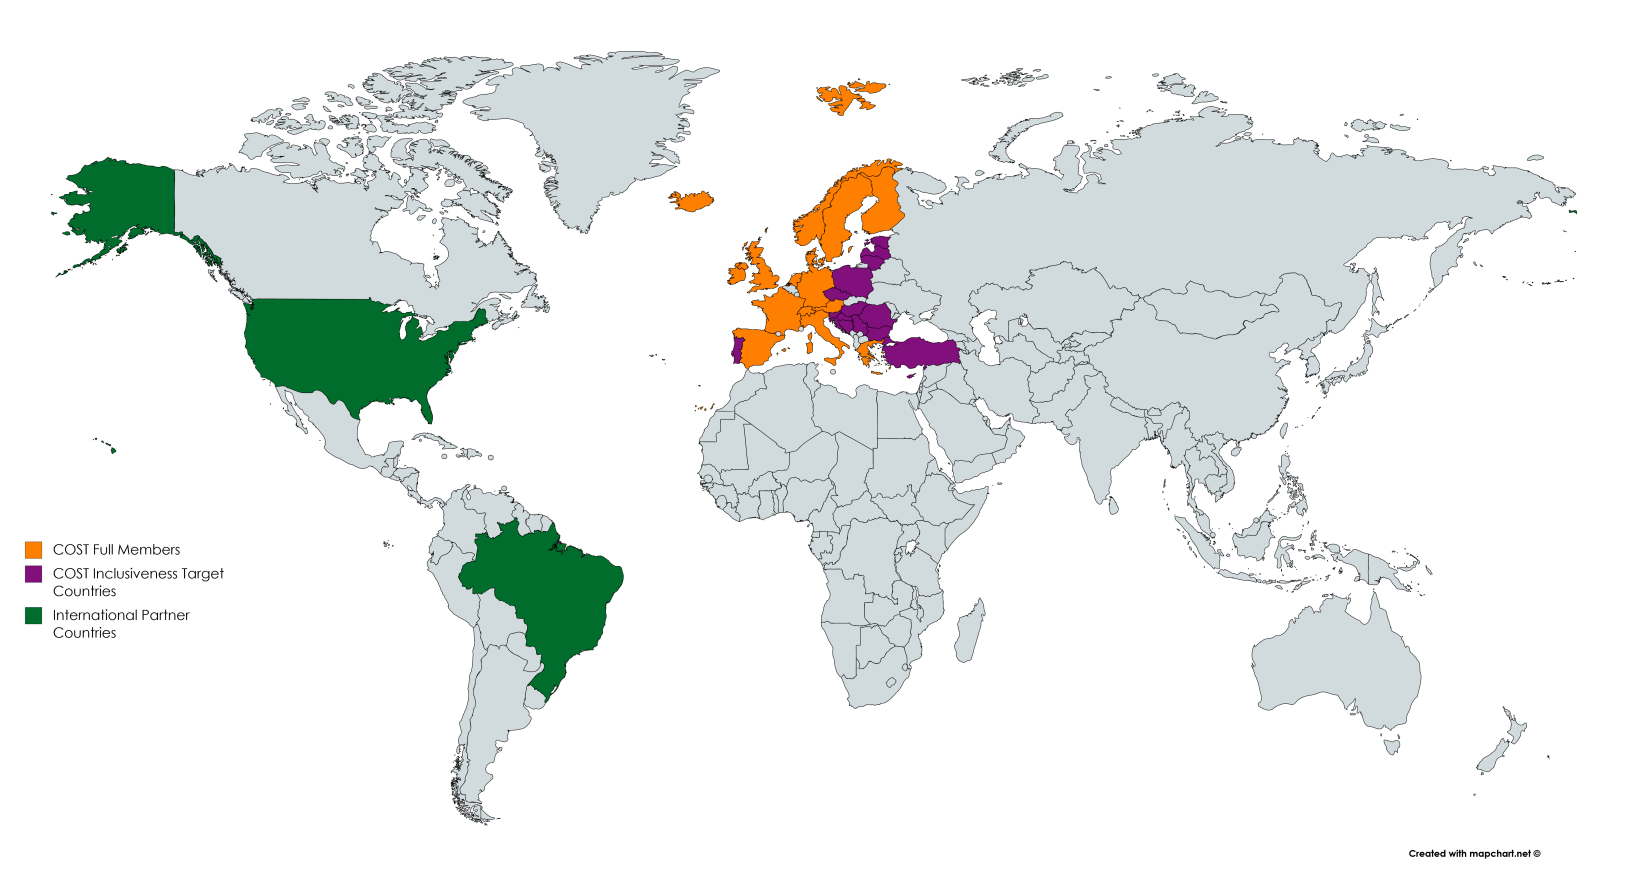 COST Full Members
COST Inclusiveness Target
Countries
International Partner
Countries
Created with mapchart.net ©